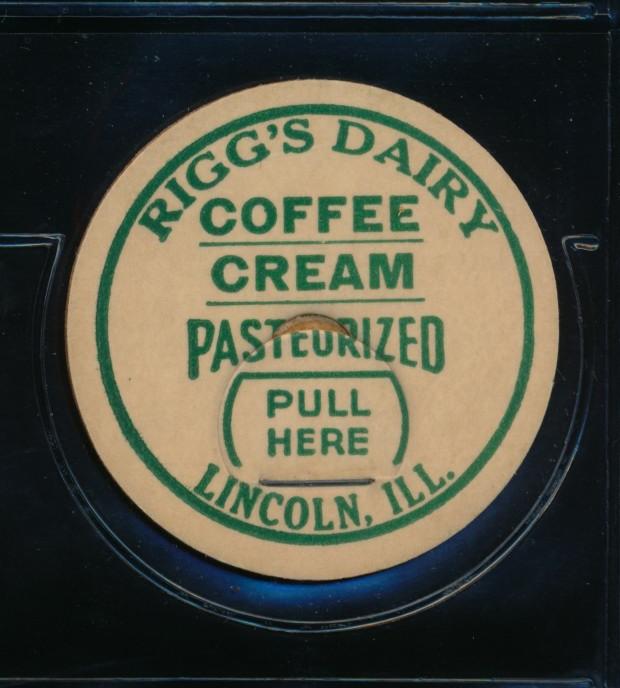 RIGG'S DAIRY
COFFEE
CREAM
PASTEURIZED
PULL
HERE
LINCOLN, ILL.